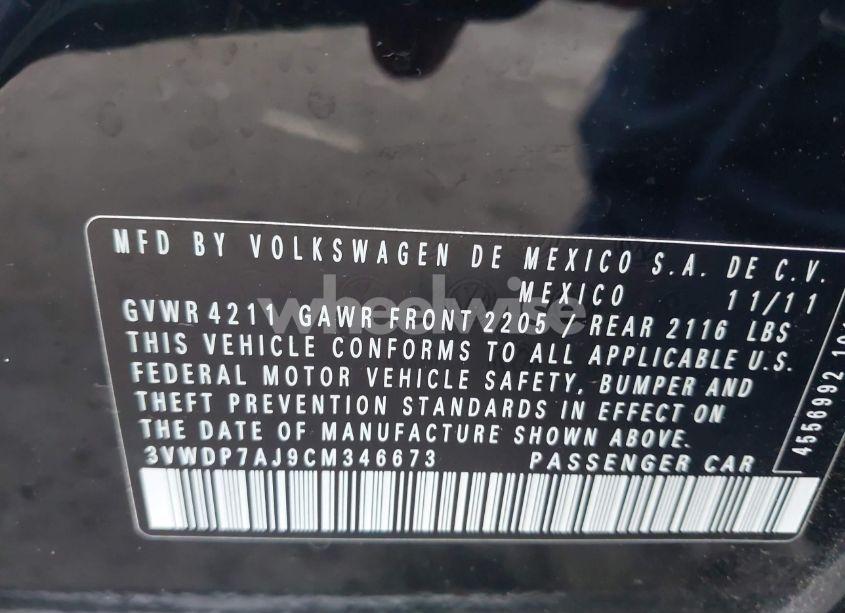 MFD BY VOLKSWAGEN DE MEXICO S.A. DE C.V.
MEXICO 11/11
GVWR 4211 GAWR FRONT 2205 / REAR 2116 LBS
THIS VEHICLE CONFORMS TO ALL APPLICABLE U.S.
FEDERAL MOTOR VEHICLE SAFETY, BUMPER AND
THEFT PREVENTION STANDARDS IN EFFECT ON
THE DATE OF MANUFACTURE SHOWN ABOVE.
3VWDP7AJ9CM346673 PASSENGER CAR
4556992
wheelwise